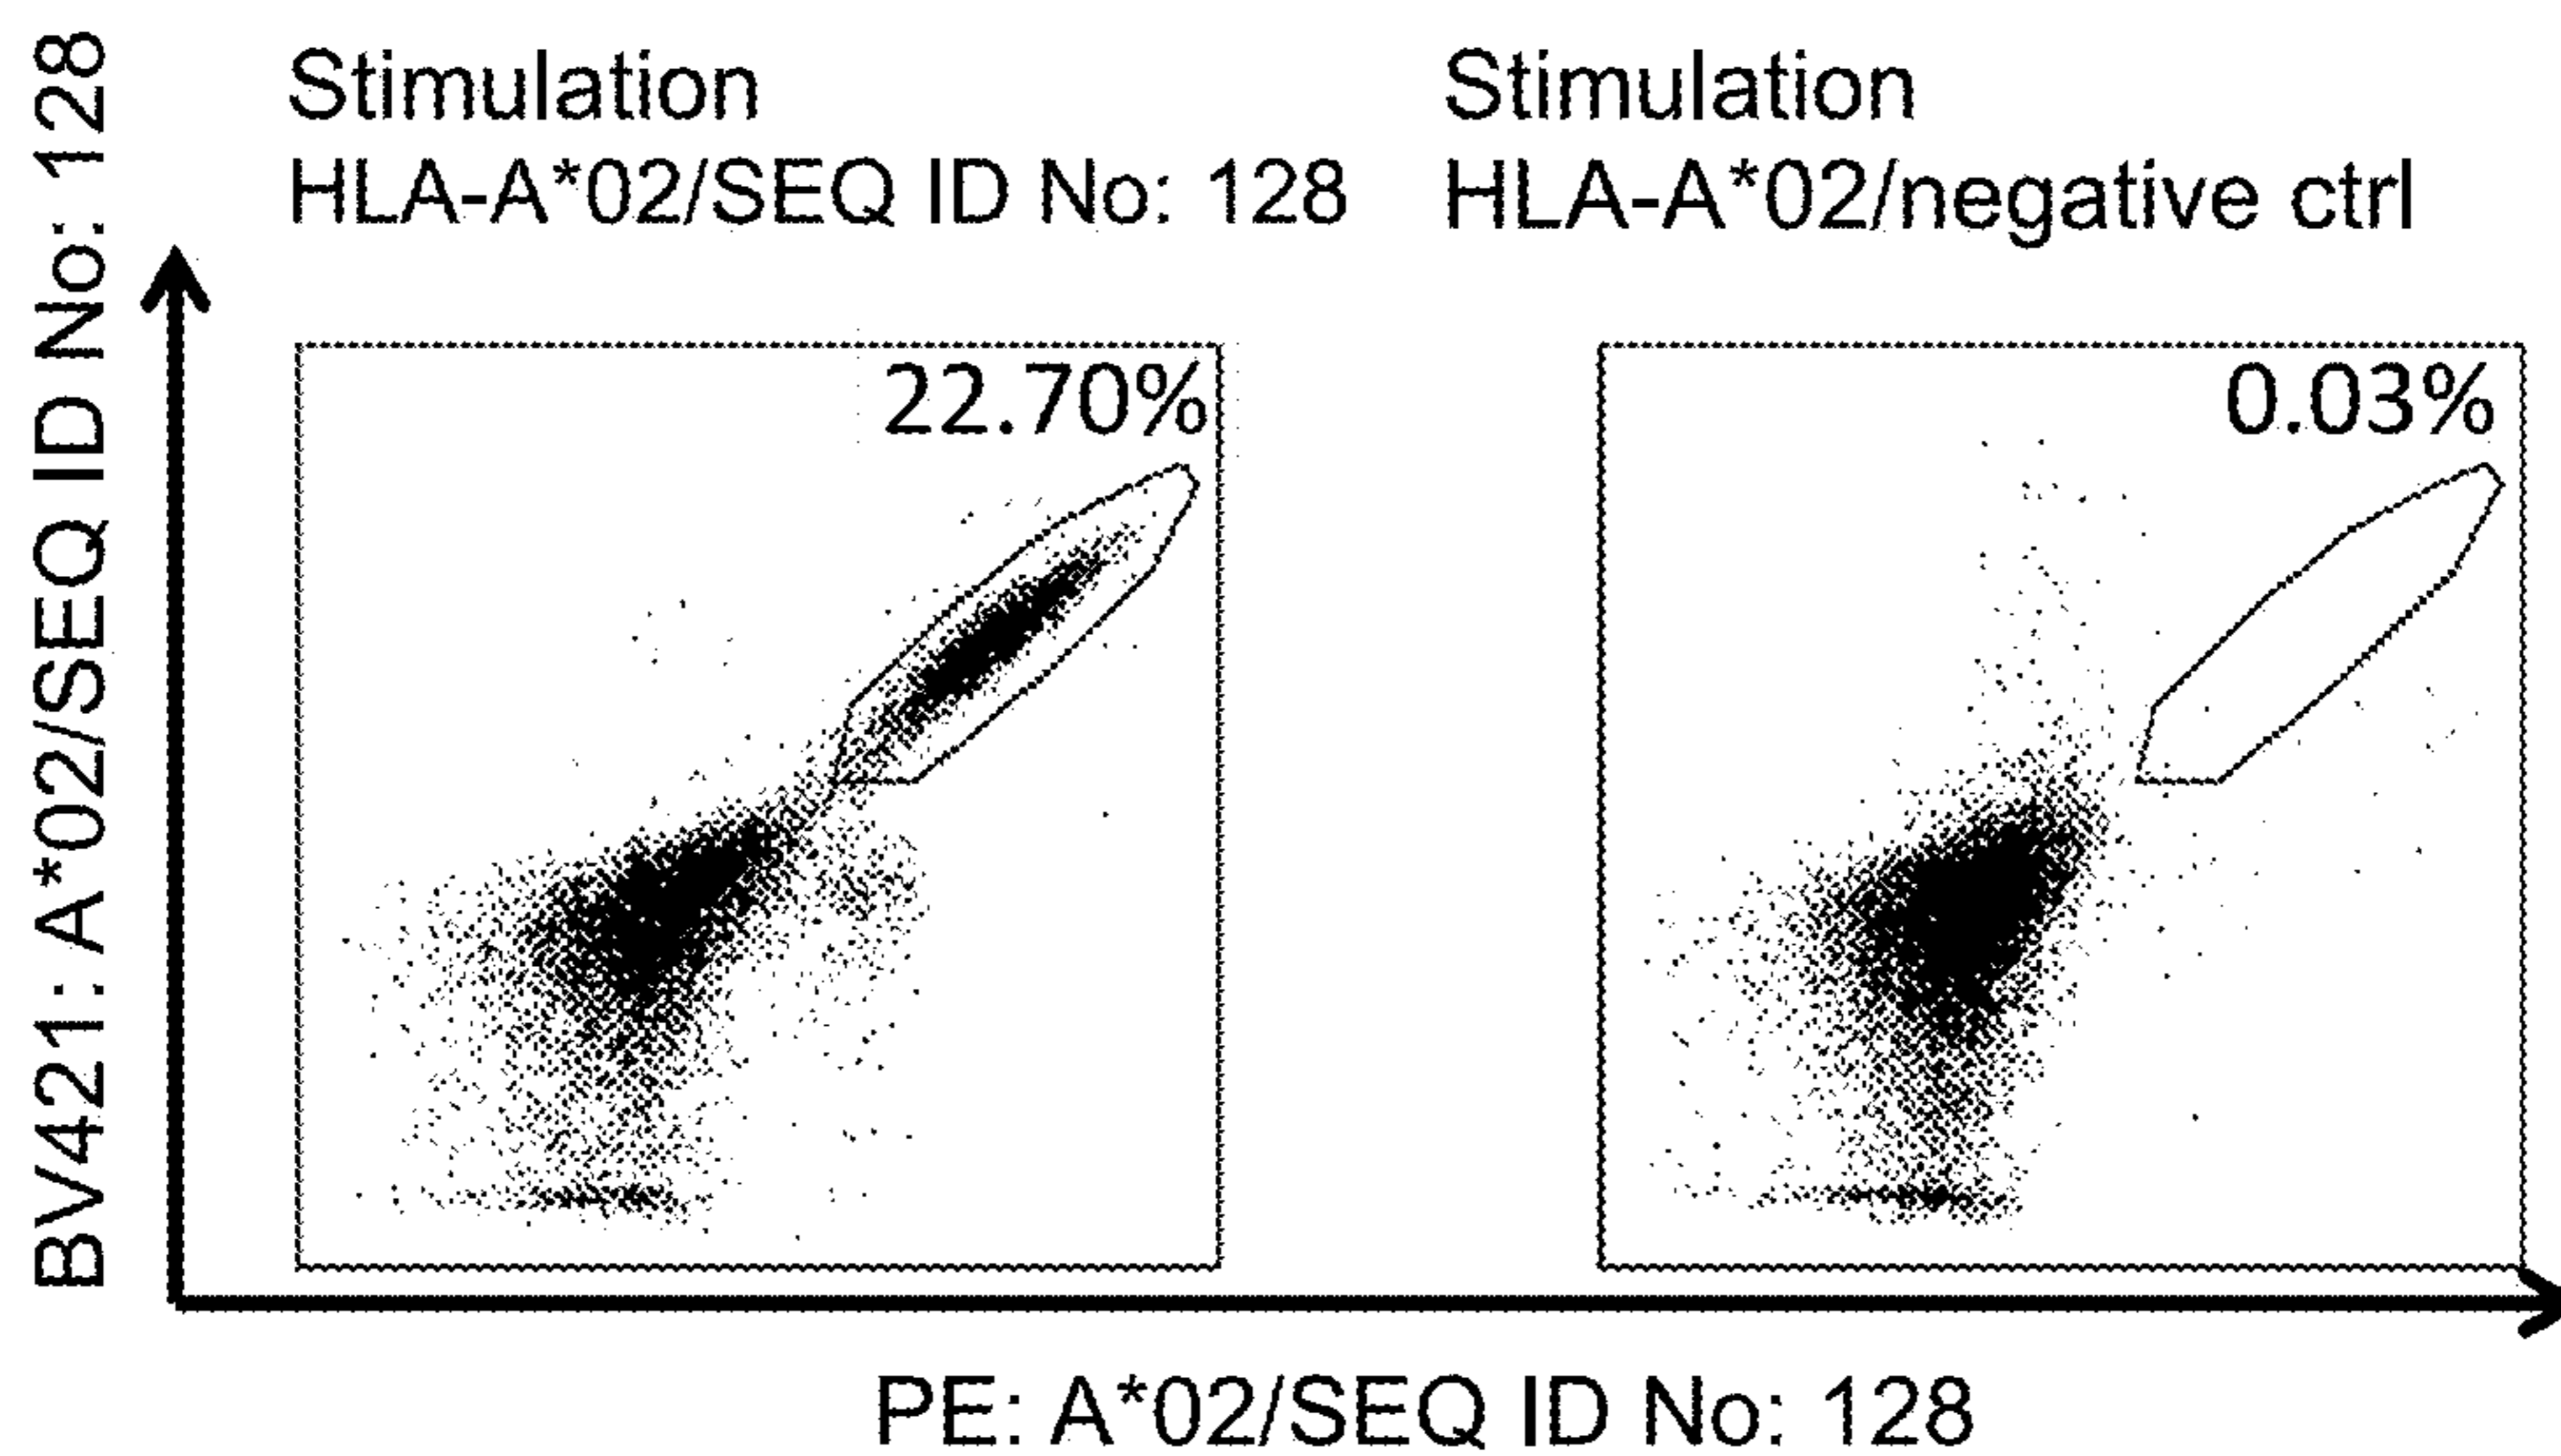 BV421: A*02/SEQ ID No: 128
Stimulation
HLA-A*02/SEQ ID No: 128
Stimulation
HLA-A*02/negative ctrl
22.70%
0.03%
PE: A*02/SEQ ID No: 128